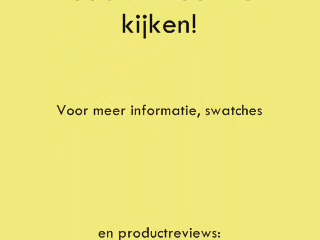 kijken!
Voor meer informatie, swatches
en productreviews: